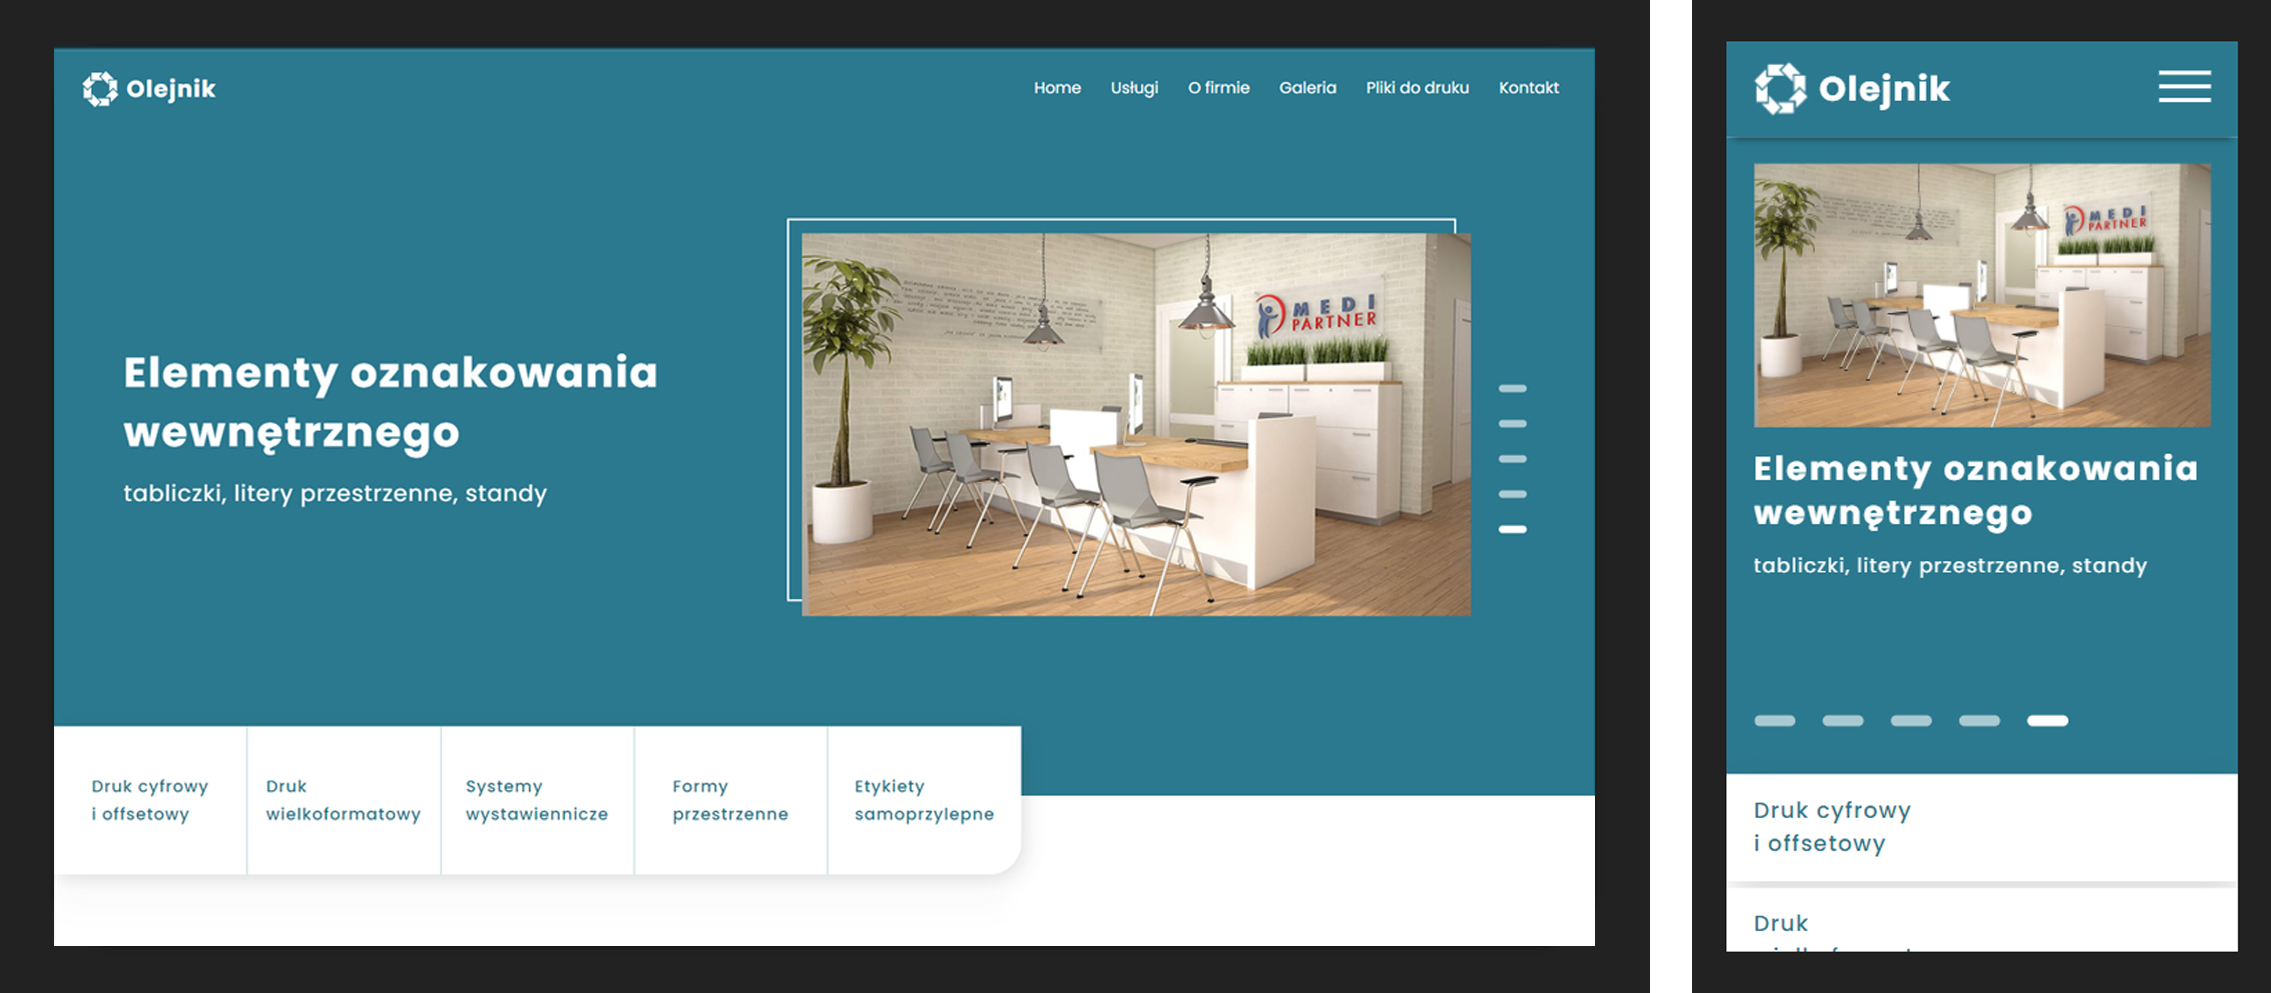 Olejnik
Home Usługi O firmie Galeria Pliki do druku Kontakt
MEDI
PARTNER
Elementy oznakowania
wewnętrznego
tabliczki, litery przestrzenne, standy
Druk cyfrowy
i offsetowy
Druk
wielkoformatowy
Systemy
wystawiennicze
Formy
przestrzenne
Etykiety
samoprzylepne
Olejnik
MEDI
PARTNER
Elementy oznakowania
wewnętrznego
tabliczki, litery przestrzenne, standy
Druk cyfrowy
i offsetowy
Druk